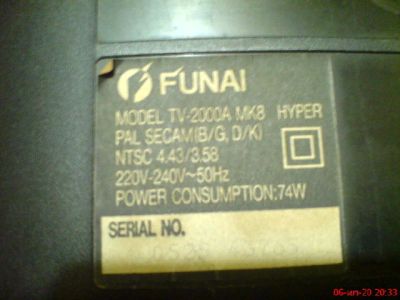 FUNAI
MODEL TV-2000A MK8 HYPER
PAL SECAM(B/G, D/K)
NTSC 4.43/3.58
220V-240V~50Hz
POWER CONSUMPTION:74W
SERIAL NO.
06-июл-20 20:33